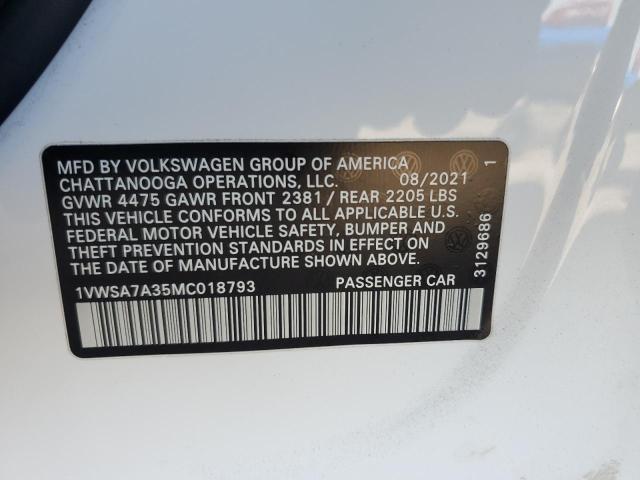 MFD BY VOLKSWAGEN GROUP OF AMERICA
CHATTANOOGA OPERATIONS, LLC. 08/2021
GVWR 4475 GAWR FRONT 2381 / REAR 2205 LBS
THIS VEHICLE CONFORMS TO ALL APPLICABLE U.S.
FEDERAL MOTOR VEHICLE SAFETY, BUMPER AND
THEFT PREVENTION STANDARDS IN EFFECT ON
THE DATE OF MANUFACTURE SHOWN ABOVE.
1VWSA7A35MC018793 PASSENGER CAR
3129686 1